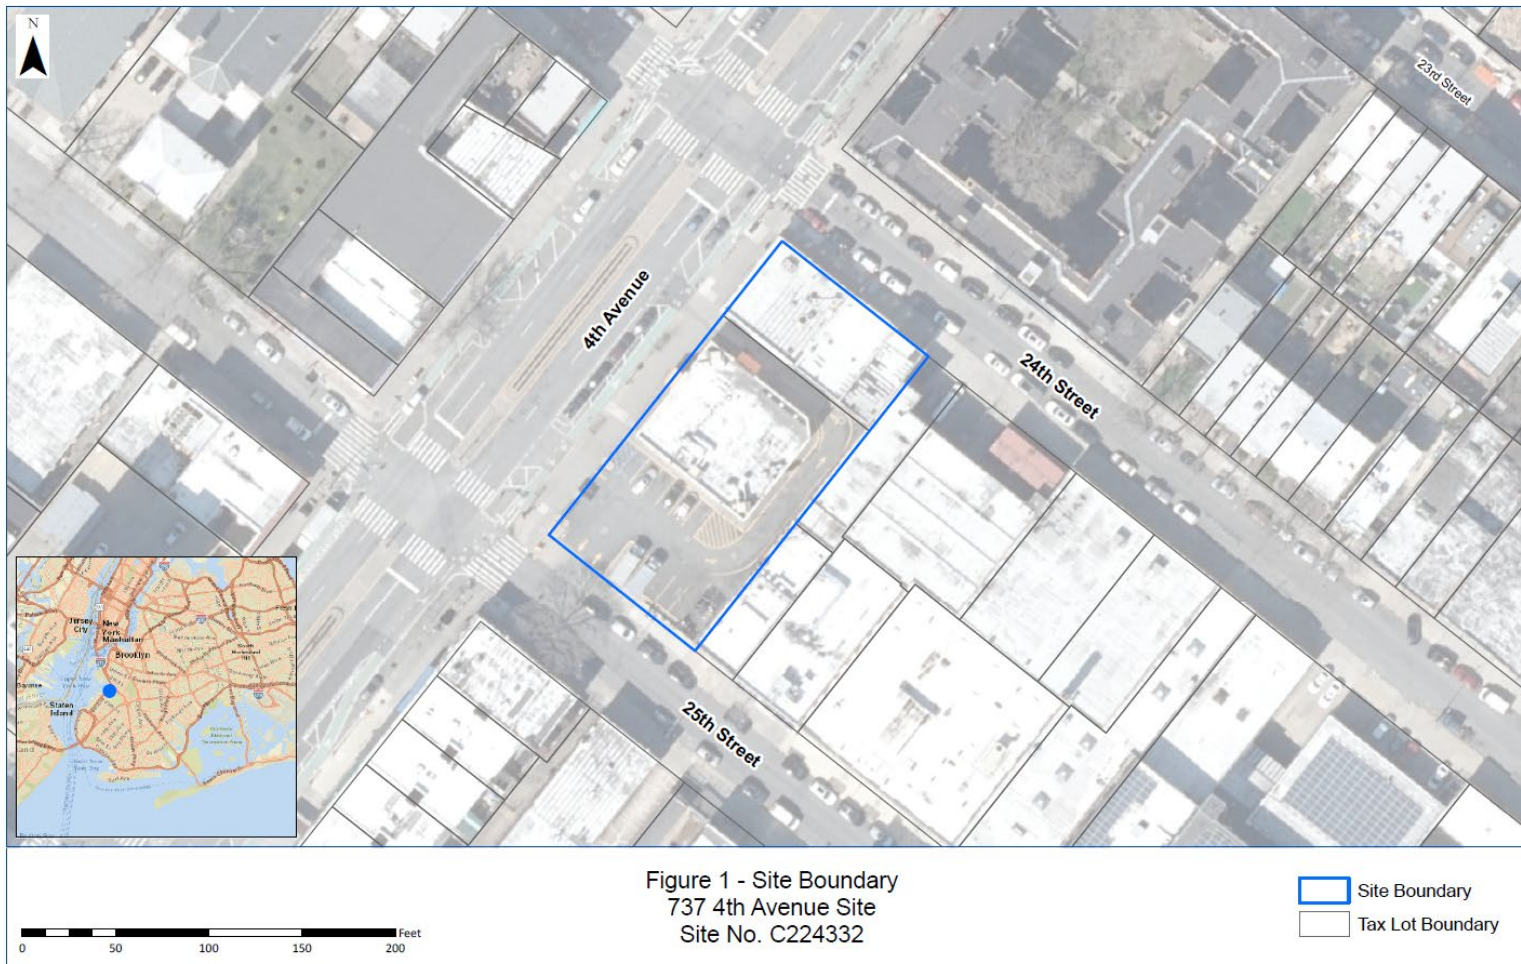 N
23rd Street
4th Avenue
24th Street
25th Street
Jersey
City
New
York
Manhattan
Brooklyn
Staten
Island
Figure 1 - Site Boundary
737 4th Avenue Site
Site No. C224332
Feet
0 50 100 150 200
Site Boundary
Tax Lot Boundary